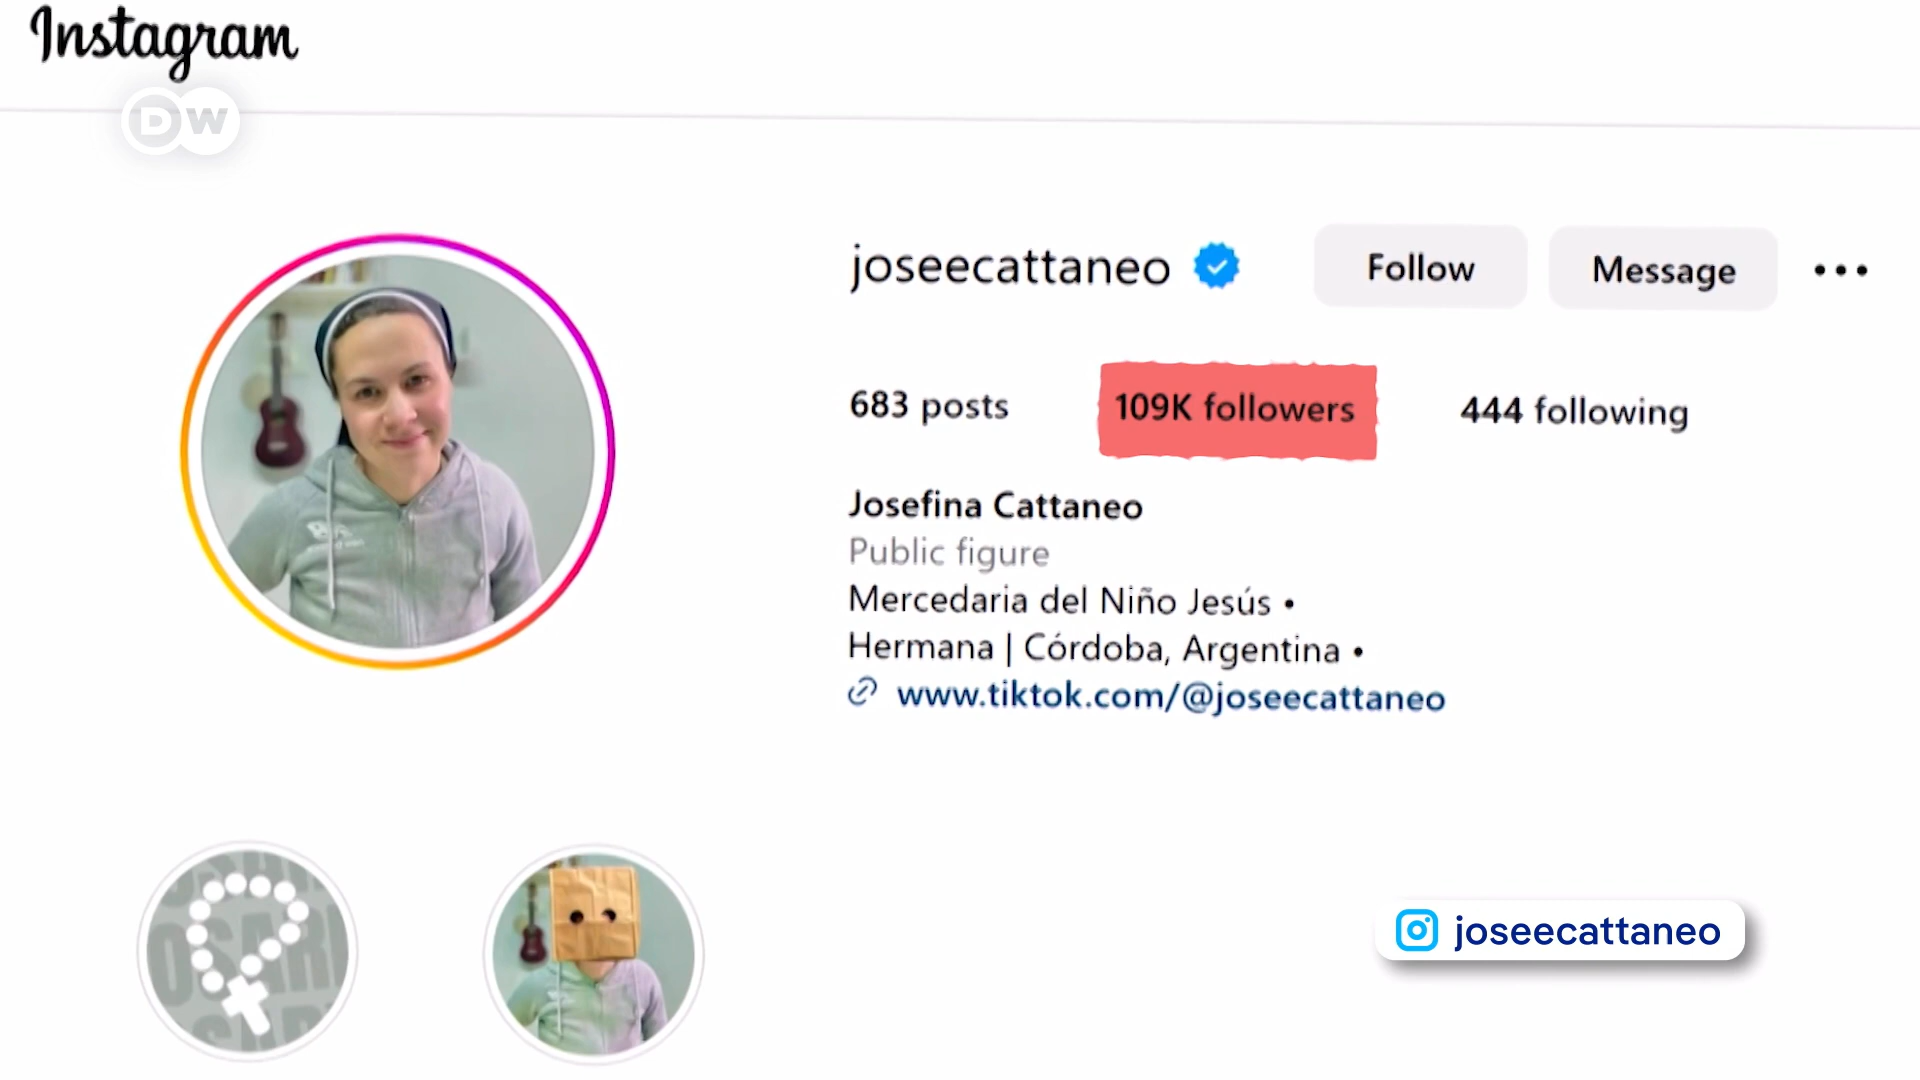 Instagram
DW
joseecattaneo
Follow
Message
683 posts
109K followers
444 following
Josefina Cattaneo
Public figure
Mercedaria del Niño Jesús •
Hermana | Córdoba, Argentina •
www.tiktok.com/@joseecattaneo
joseecattaneo